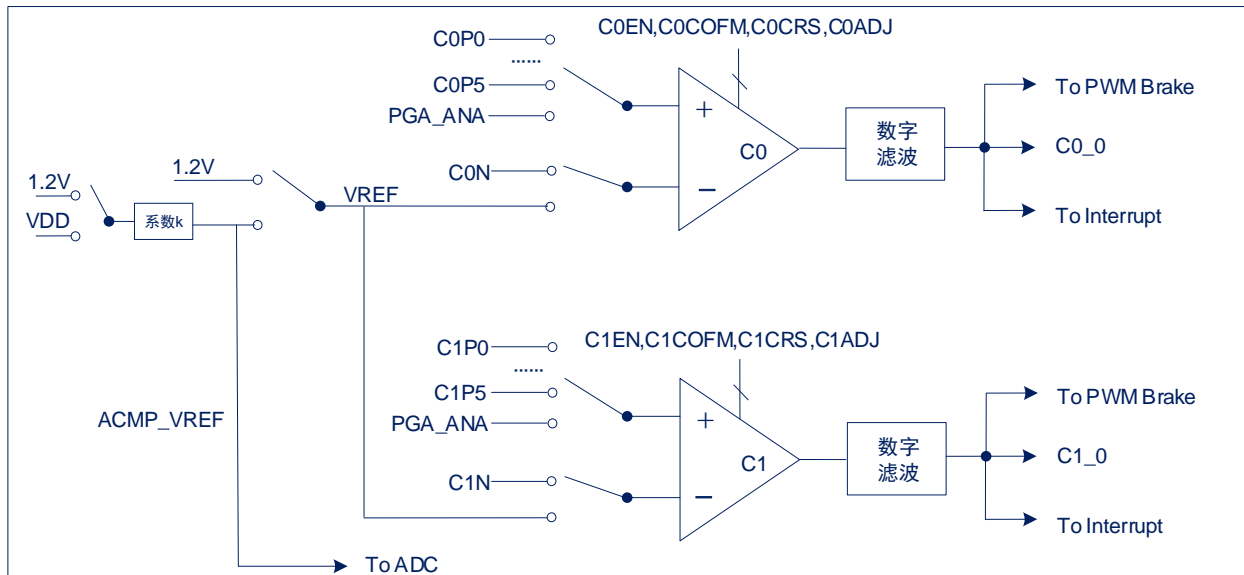 C0EN,C0COFM,C0CRS,C0ADJ
C0P0
......
C0P5
PGA_ANA
C0N
+
−
C0
数字
滤波
To PWM Brake
C0_0
To Interrupt
1.2V
VDD
系数k
1.2V
VREF
C1EN,C1COFM,C1CRS,C1ADJ
C1P0
......
C1P5
PGA_ANA
C1N
+
−
C1
数字
滤波
To PWM Brake
C1_0
To Interrupt
ACMP_VREF
To ADC